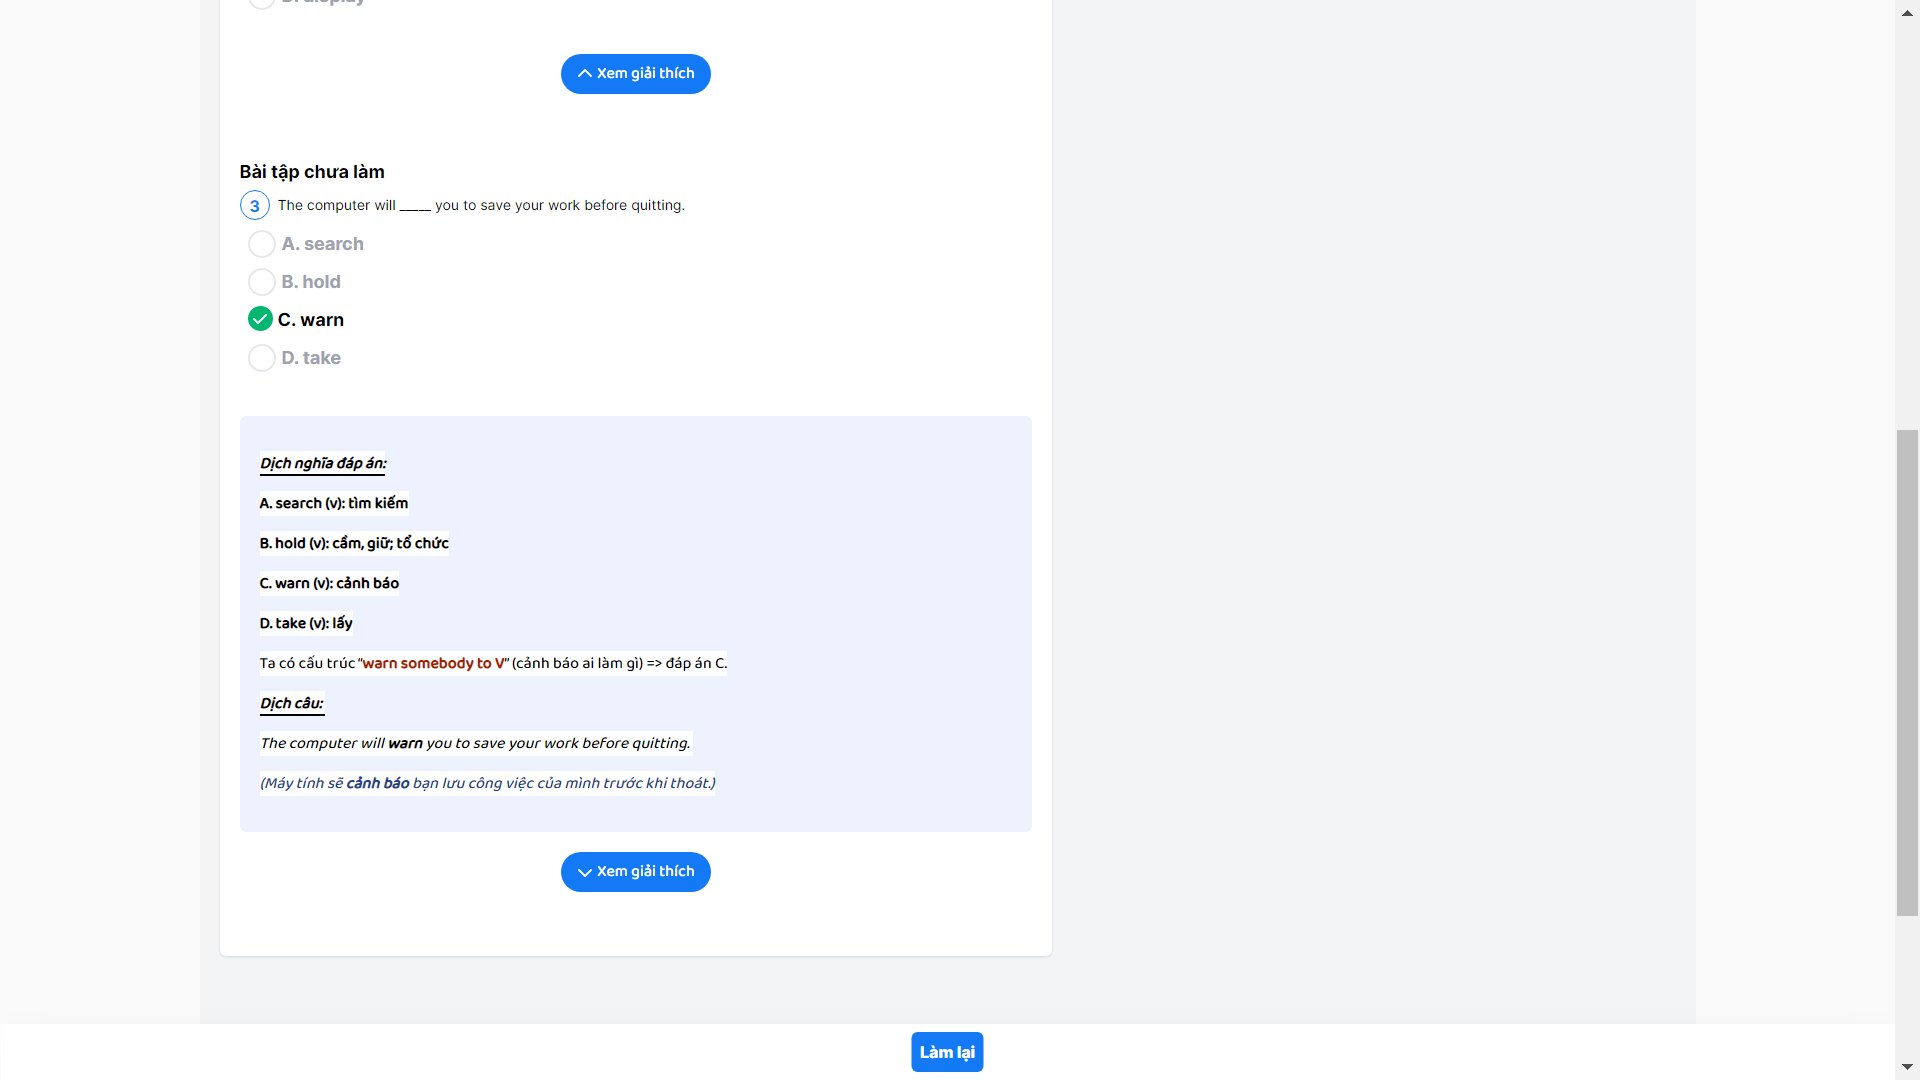 D. display
Xem giải thích
Bài tập chưa làm
3 The computer will _____ you to save your work before quitting.
A. search
B. hold
C. warn
D. take
Dịch nghĩa đáp án:
A. search (v): tìm kiếm
B. hold (v): cầm, giữ; tổ chức
C. warn (v): cảnh báo
D. take (v): lấy
Ta có cấu trúc “warn somebody to V” (cảnh báo ai làm gì) => đáp án C.
Dịch câu:
The computer will warn you to save your work before quitting.
(Máy tính sẽ cảnh báo bạn lưu công việc của mình trước khi thoát.)
Xem giải thích
Làm lại